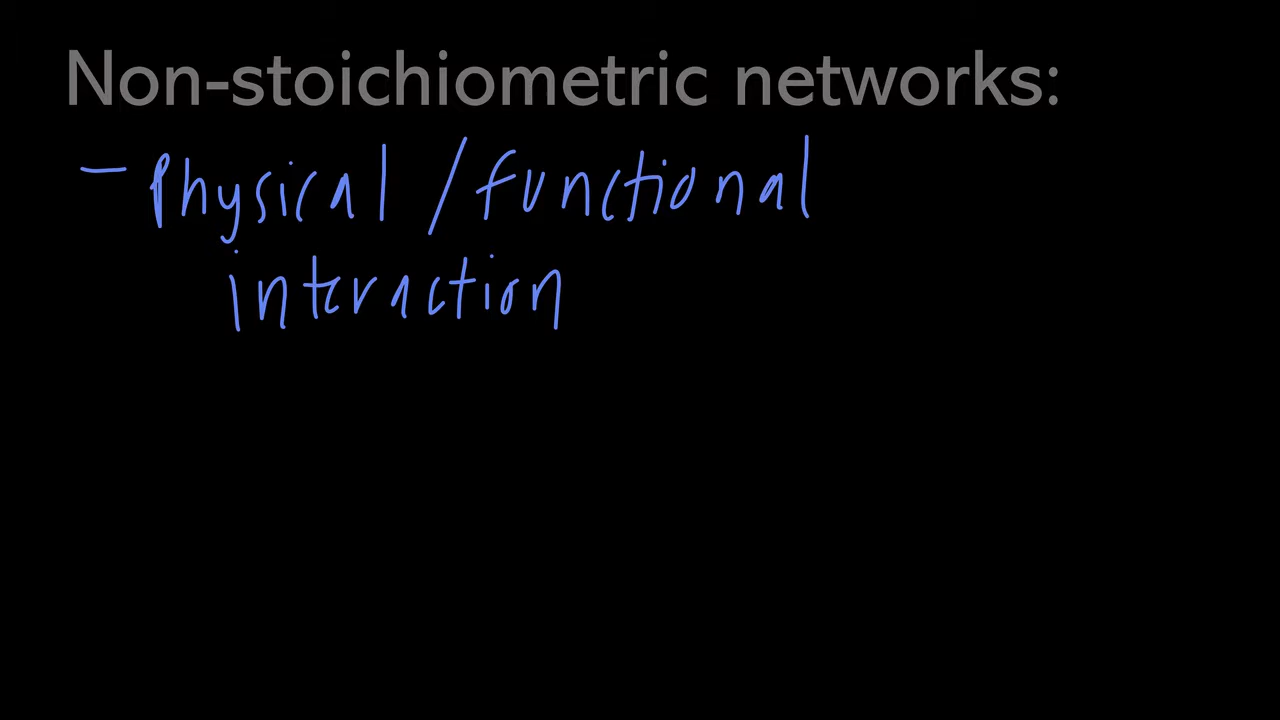 Non-stoichiometric networks:
- Physical / functional
interaction